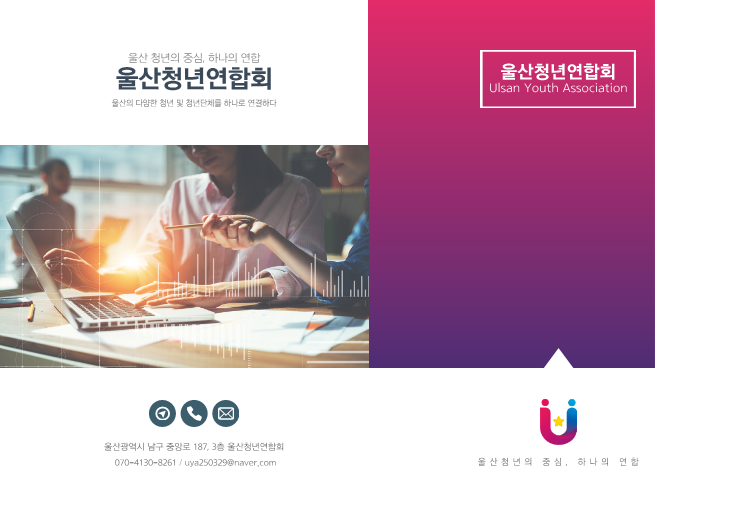 울산 청년의 중심, 하나의 연합
울산청년연합회
울산의 다양한 청년 및 청년단체를 하나로 연결하다
울산광역시 남구 중앙로 187, 3층 울산청년연합회
070-4130-8261 / uya250329@naver.com
울산청년연합회
Ulsan Youth Association
울산청년의 중심, 하나의 연합